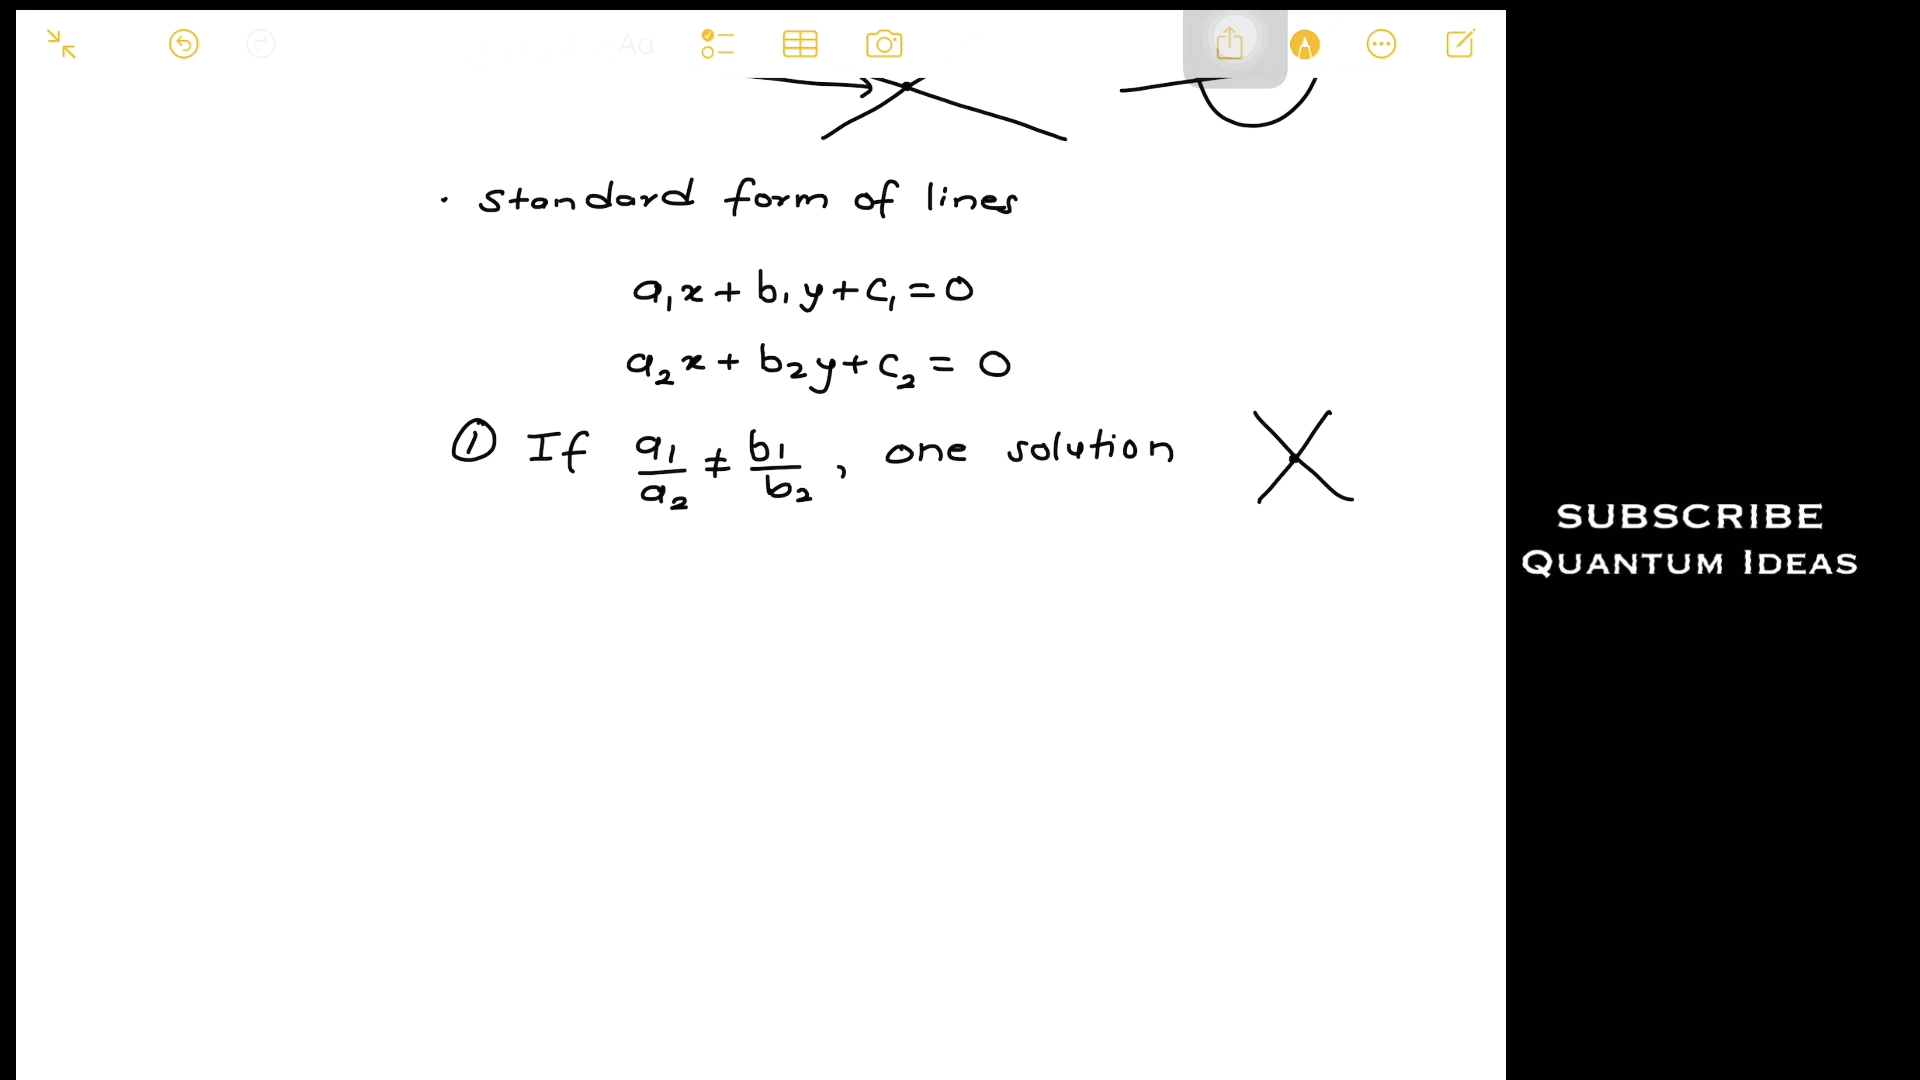 Aa
• standard form of lines
a₁x + b₁y + c₁ = 0
a₂x + b₂y + c₂ = 0
① If a₁/a₂ ≠ b₁/b₂, one solution
SUBSCRIBE
QUANTUM IDEAS